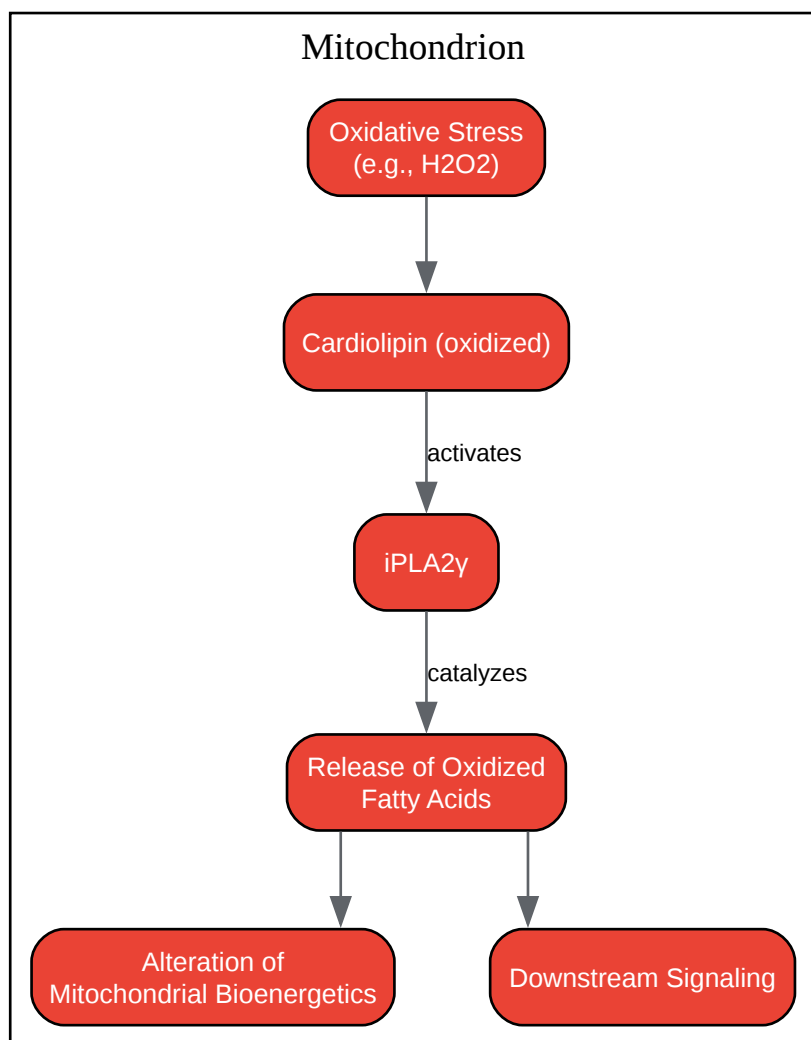 Mitochondrion
Oxidative Stress
(e.g., H2O2)
Cardiolipin (oxidized)
activates
iPLA2γ
catalyzes
Release of Oxidized
Fatty Acids
Alteration of
Mitochondrial Bioenergetics
Downstream Signaling